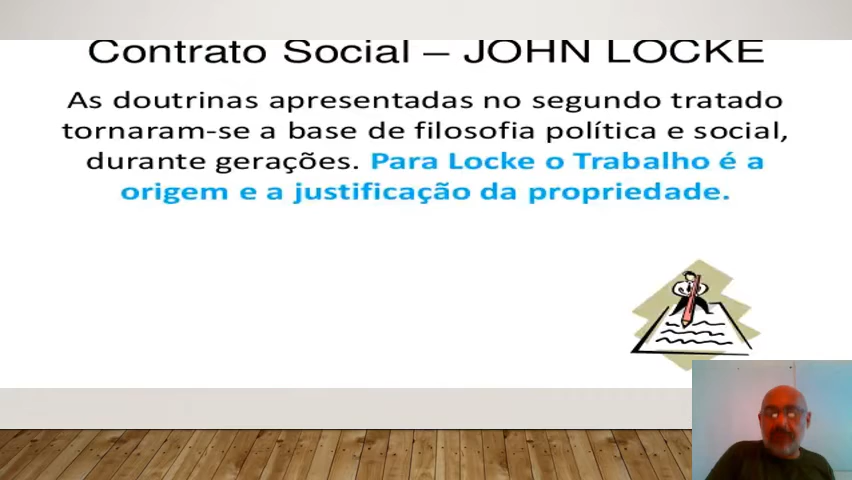 Contrato Social – JOHN LOCKE
As doutrinas apresentadas no segundo tratado
tornaram-se a base de filosofia política e social,
durante gerações. Para Locke o Trabalho é a
origem e a justificação da propriedade.